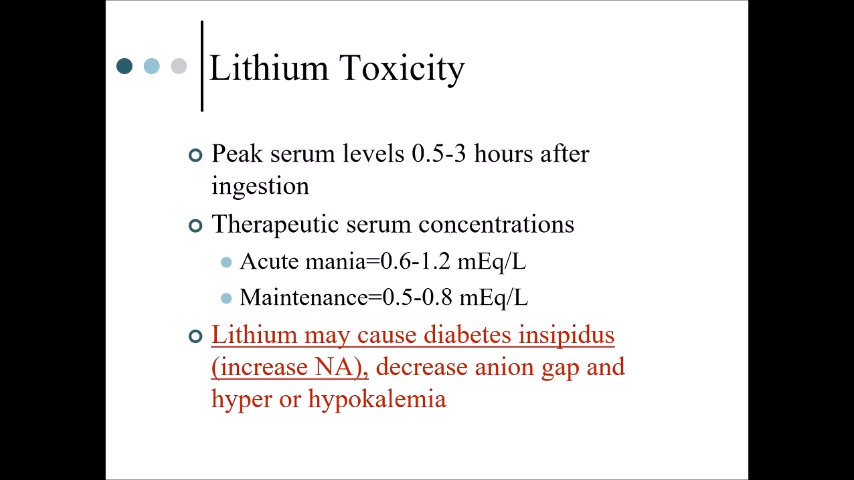 Lithium Toxicity
Peak serum levels 0.5-3 hours after
ingestion
Therapeutic serum concentrations
Acute mania=0.6-1.2 mEq/L
Maintenance=0.5-0.8 mEq/L
Lithium may cause diabetes insipidus
(increase NA), decrease anion gap and
hyper or hypokalemia